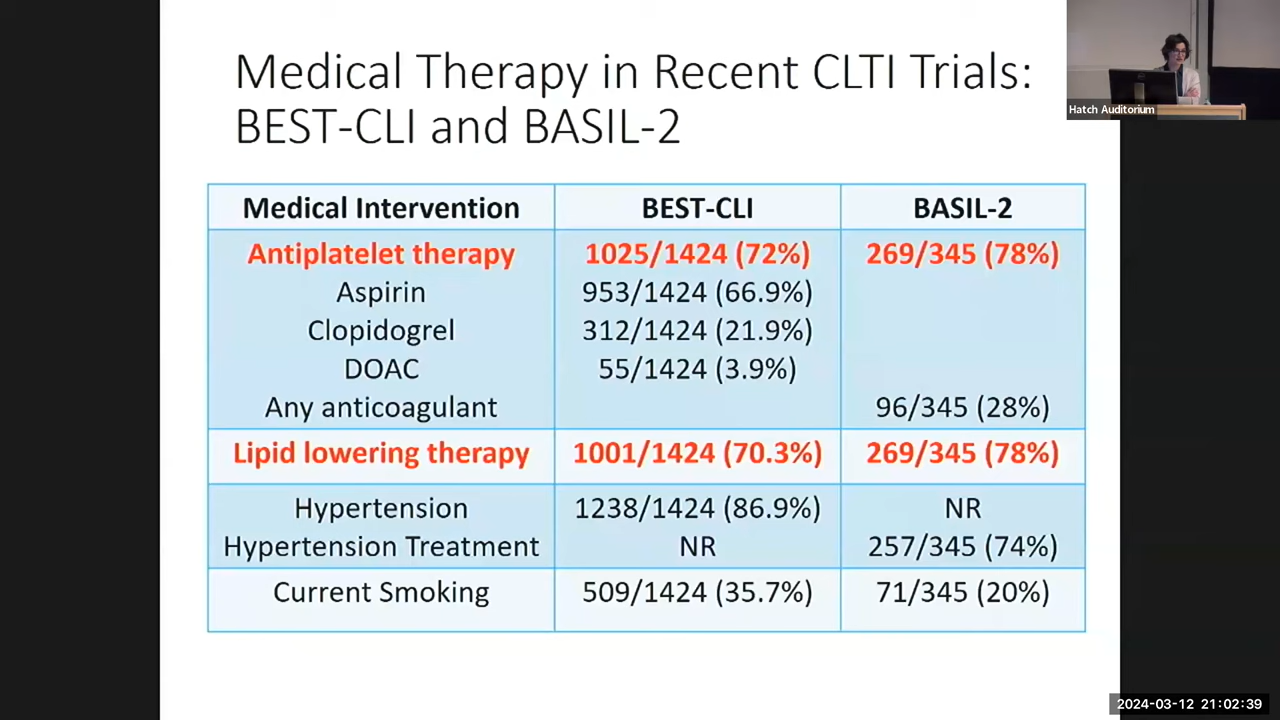 Medical Therapy in Recent CLTI Trials:
BEST-CLI and BASIL-2
Hatch Auditorium
Medical Intervention BEST-CLI BASIL-2
Antiplatelet therapy 1025/1424 (72%) 269/345 (78%)
Aspirin 953/1424 (66.9%)
Clopidogrel 312/1424 (21.9%)
DOAC 55/1424 (3.9%)
Any anticoagulant 96/345 (28%)
Lipid lowering therapy 1001/1424 (70.3%) 269/345 (78%)
Hypertension 1238/1424 (86.9%) NR
Hypertension Treatment NR 257/345 (74%)
Current Smoking 509/1424 (35.7%) 71/345 (20%)
2024-03-12 21:02:39